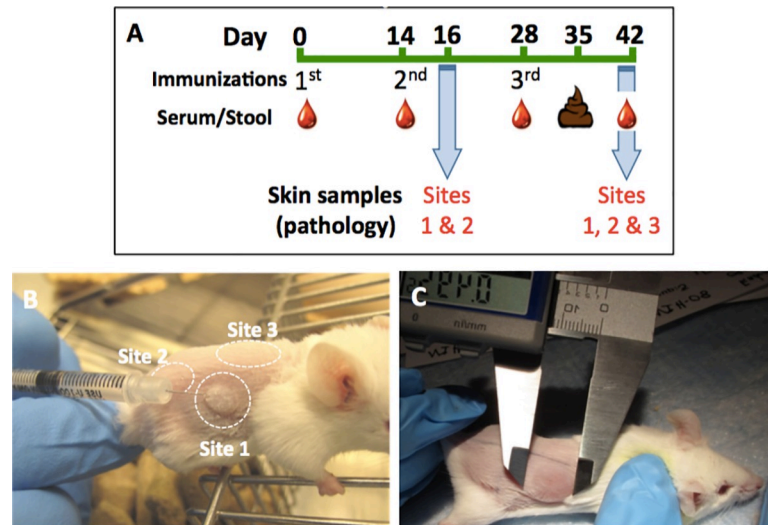 A
Day 0 14 16 28 35 42
Immunizations 1st 2nd 3rd
Serum/Stool
Skin samples Sites Sites
(pathology) 1 & 2 1, 2 & 3
B
Site 3
Site 2
Site 1
C